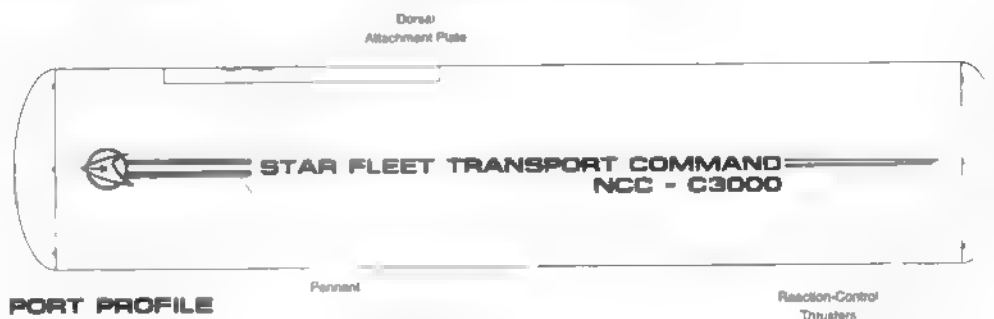 Dorsal
Attachment Plate
STAR FLEET TRANSPORT COMMAND
NCC - C3000
Pennant
PORT PROFILE
Reaction-Control
Thrusters